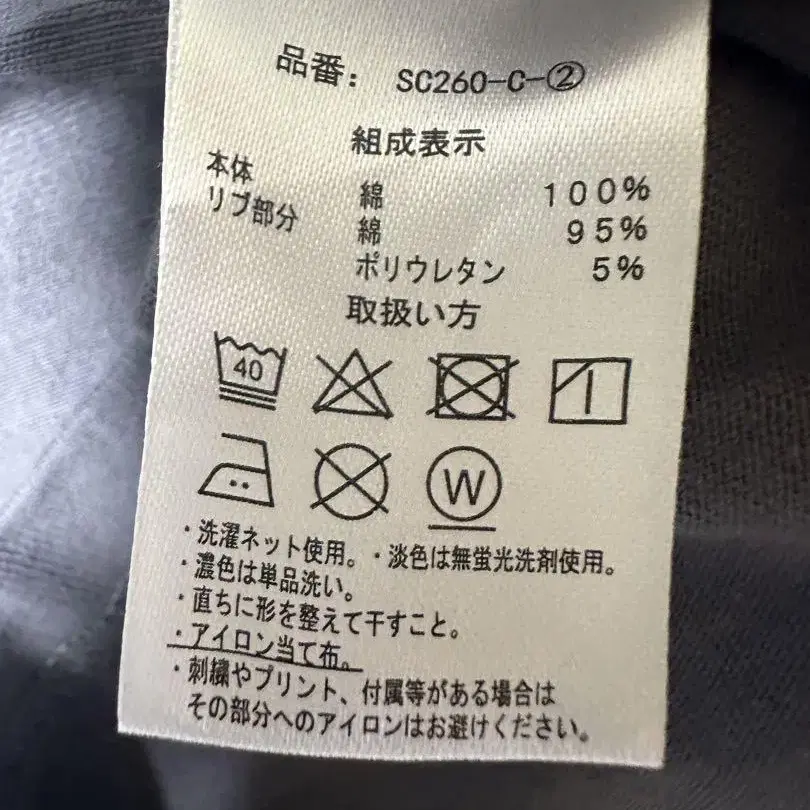 品番： SC260-C-②
組成表示
本体 綿 100%
リブ部分 綿 95%
ポリウレタン 5%
取扱い方
40
W
・洗濯ネット使用。・淡色は無蛍光洗剤使用。
・濃色は単品洗い。
・直ちに形を整えて干すこと。
・アイロン当て布。
・刺繍やプリント、付属等がある場合は
その部分へのアイロンはお避けください。